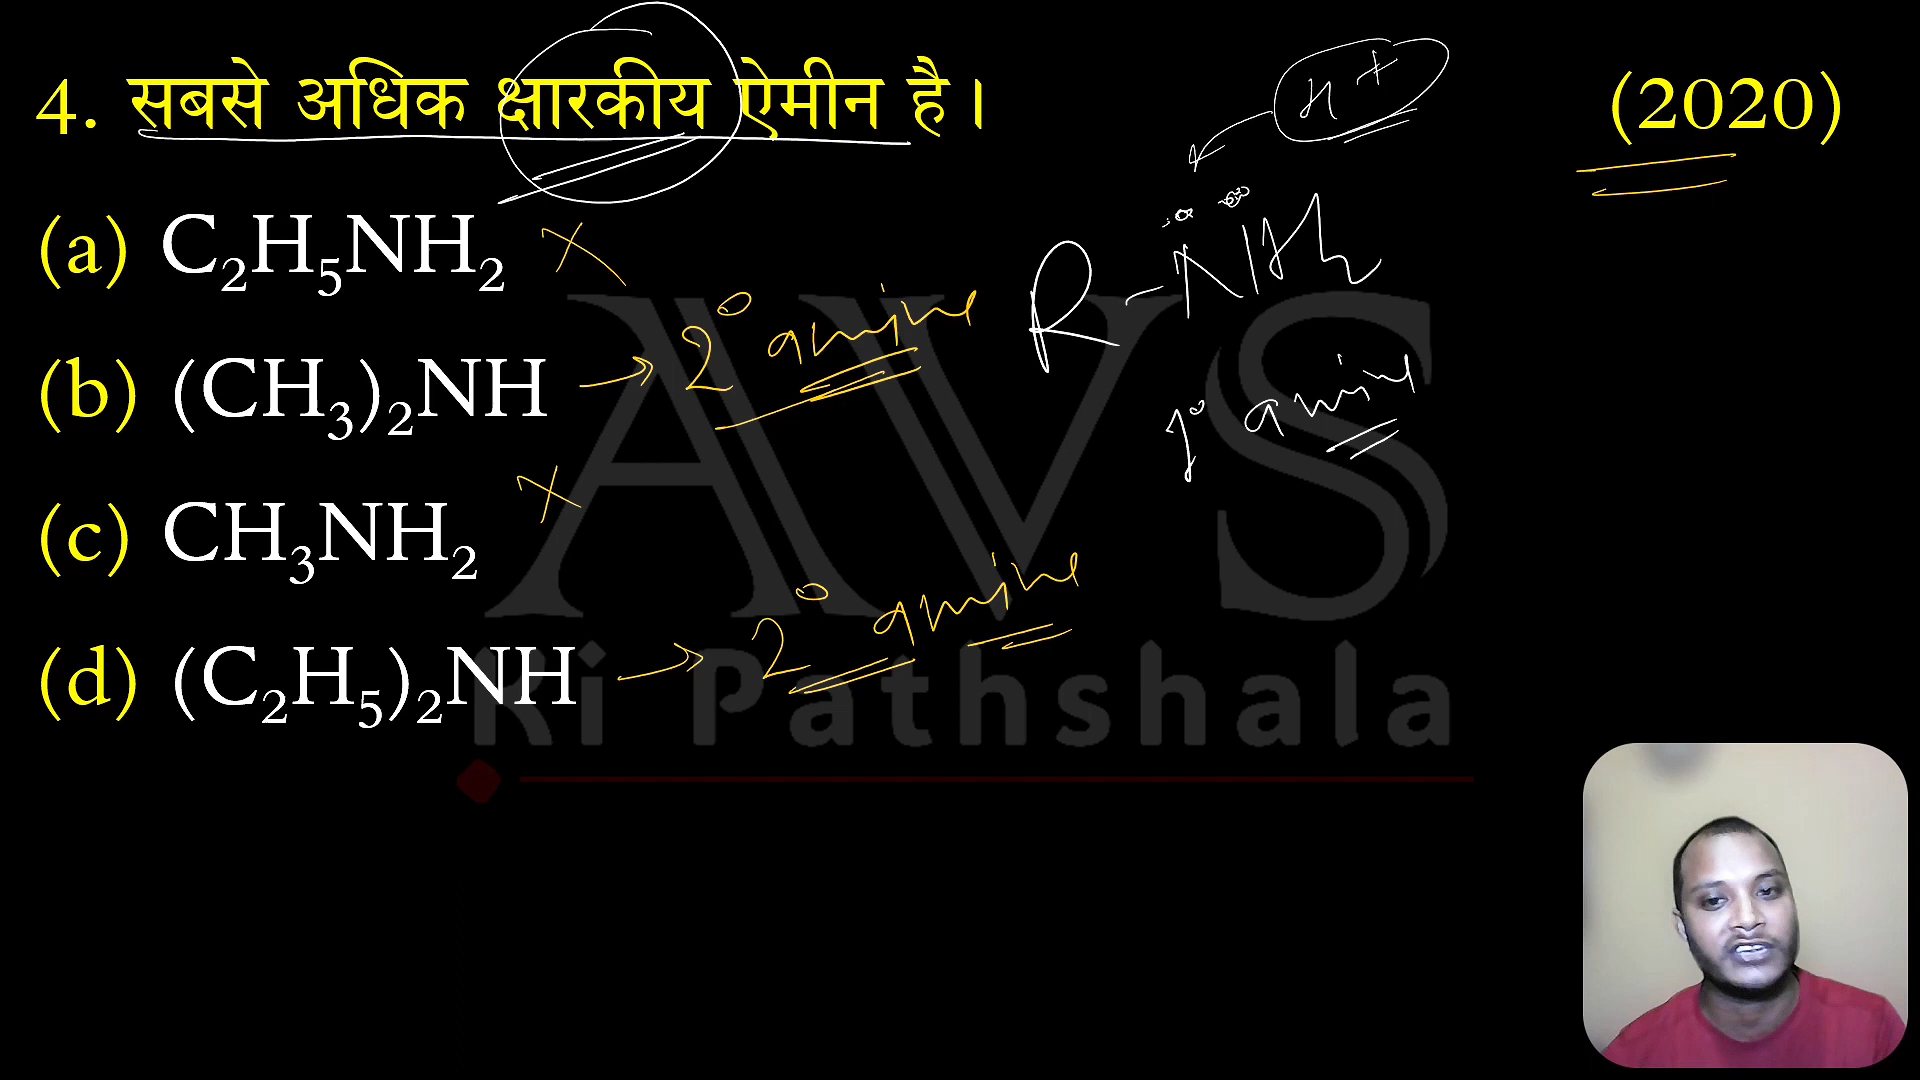 4. सबसे अधिक क्षारकीय ऐमीन है। (2020)
H+
(a) C₂H₅NH₂ ×
R-NH₂
1° amine
(b) (CH₃)₂NH → 2° amine
(c) CH₃NH₂ ×
(d) (C₂H₅)₂NH → 2° amine
AVS
Ki Pathshala